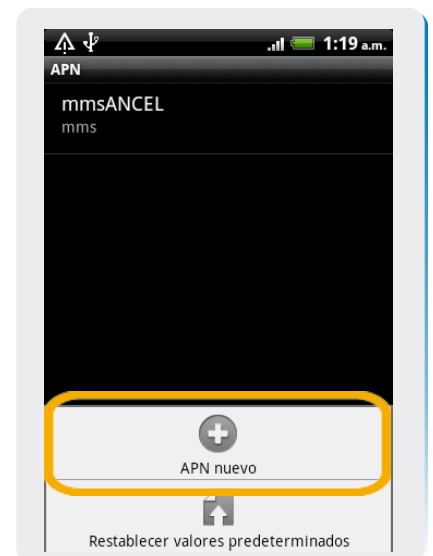 1:19 a.m.
APN
mmsANCEL
mms
APN nuevo
Restablecer valores predeterminados